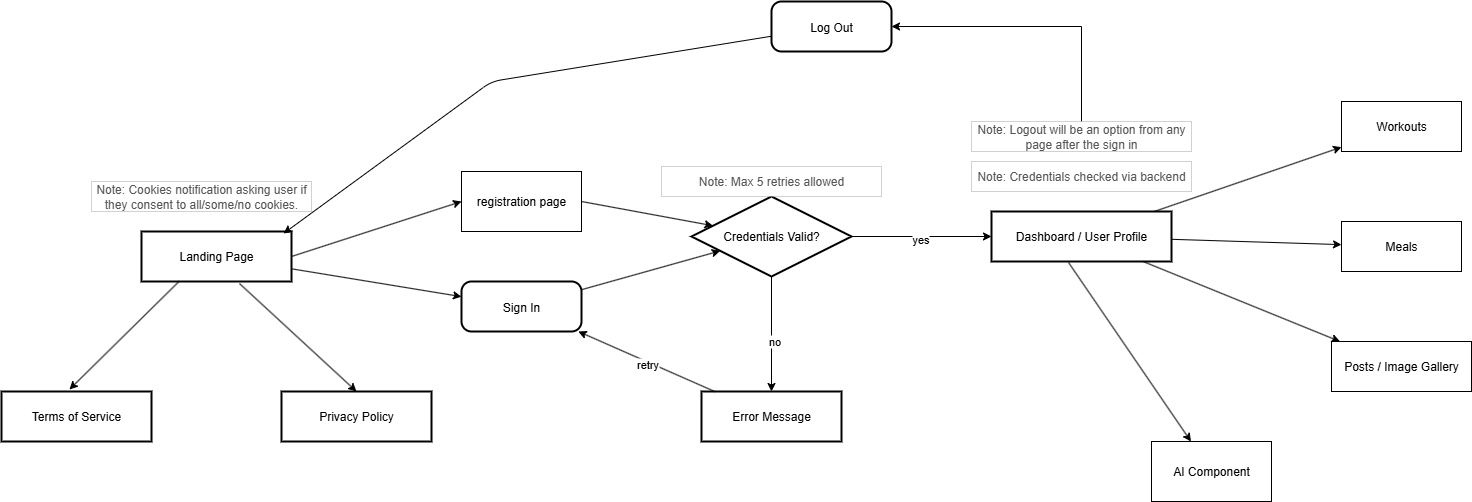 Log Out
Note: Logout will be an option from any
page after the sign in
Workouts
Note: Cookies notification asking user if
they consent to all/some/no cookies.
registration page
Note: Max 5 retries allowed
Note: Credentials checked via backend
Landing Page
Credentials Valid?
yes
Dashboard / User Profile
Meals
Sign In
no
retry
Posts / Image Gallery
Terms of Service
Privacy Policy
Error Message
AI Component